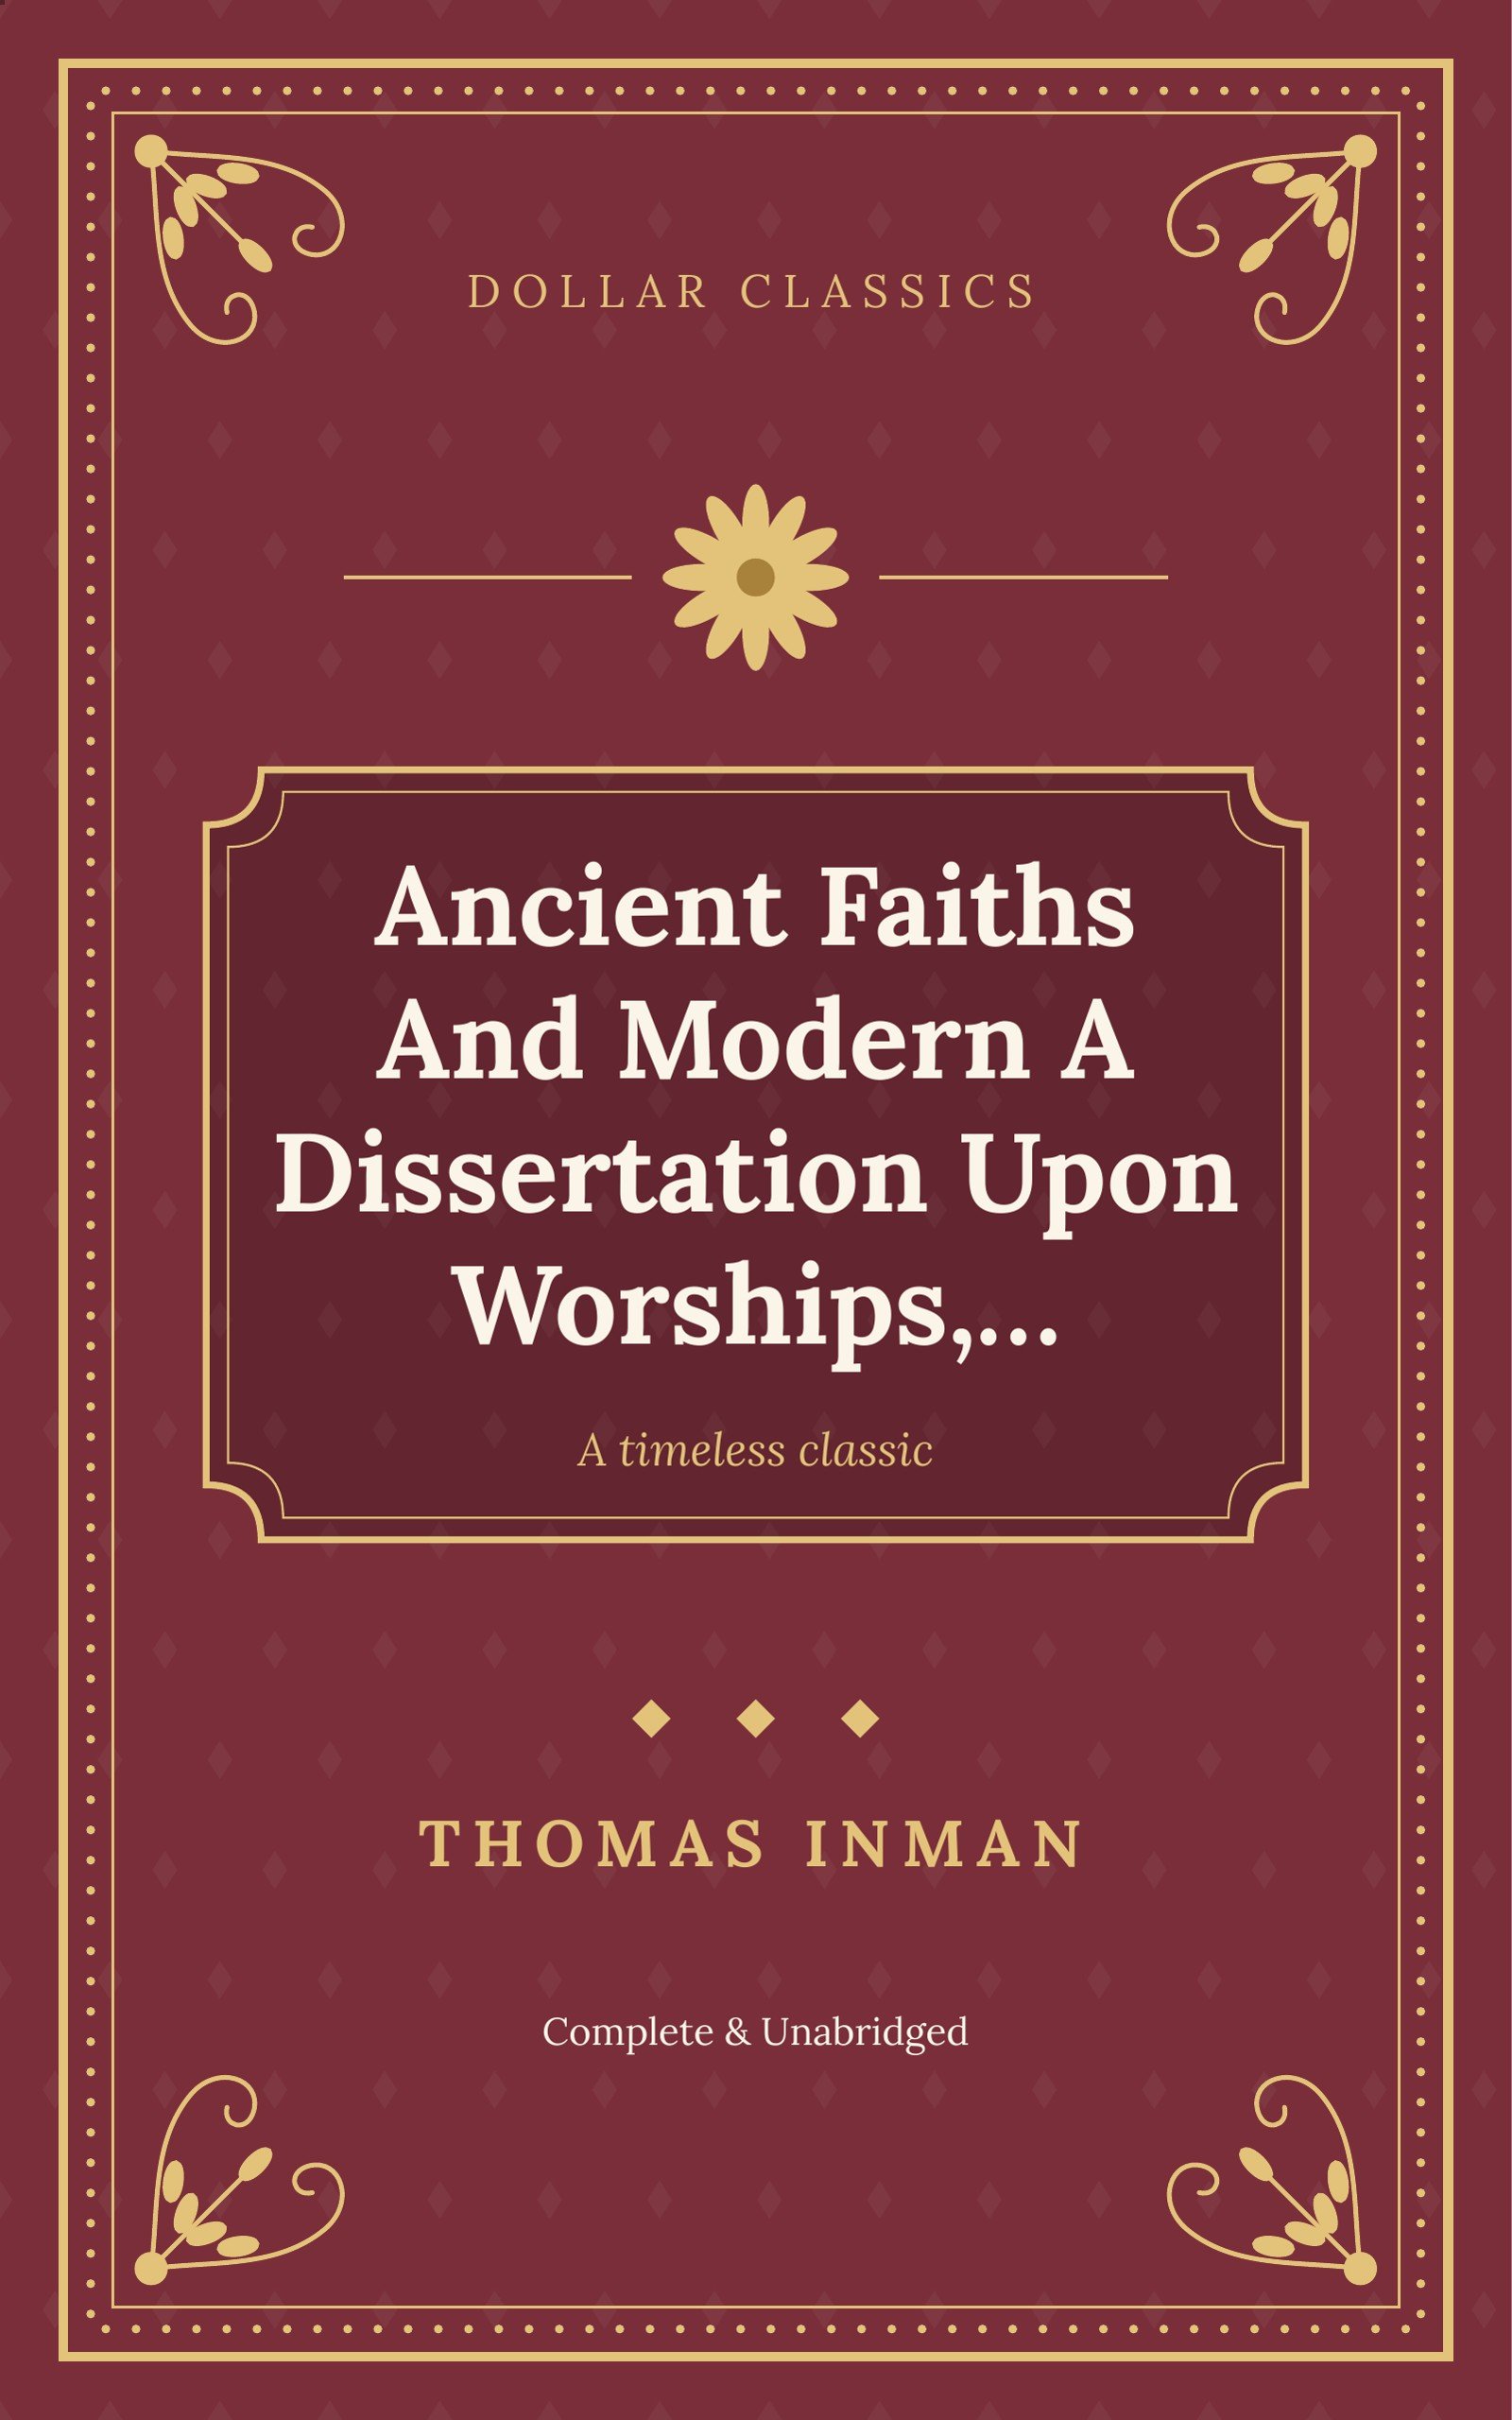 DOLLAR CLASSICS
Ancient Faiths
And Modern A
Dissertation Upon
Worships,...
A timeless classic
THOMAS INMAN
Complete & Unabridged